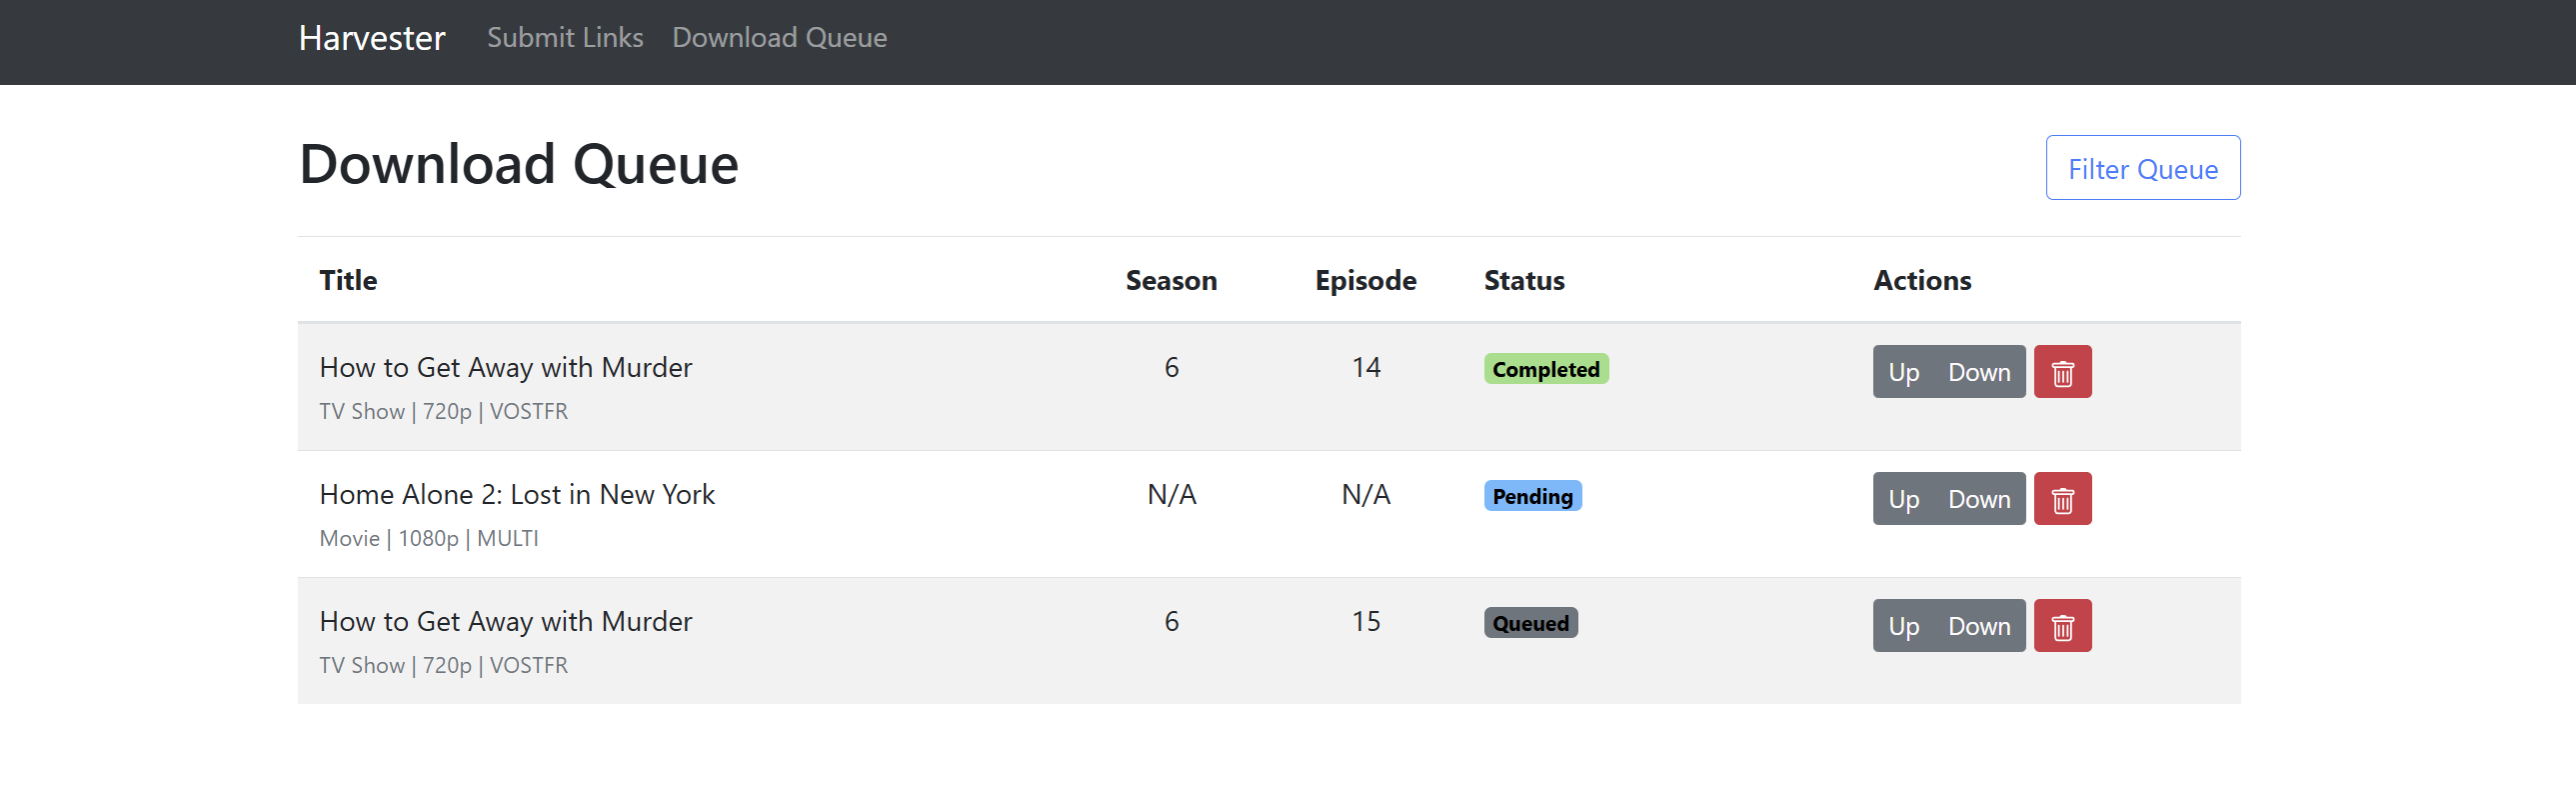 Harvester Submit Links Download Queue
Download Queue Filter Queue
Title Season Episode Status Actions
How to Get Away with Murder 6 14 Completed Up Down
TV Show | 720p | VOSTFR
Home Alone 2: Lost in New York N/A N/A Pending Up Down
Movie | 1080p | MULTI
How to Get Away with Murder 6 15 Queued Up Down
TV Show | 720p | VOSTFR